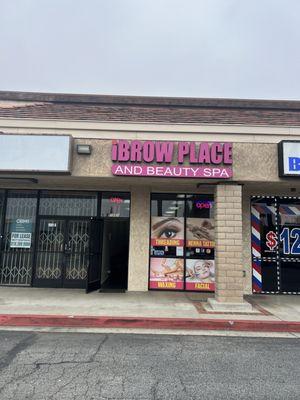 iBROW PLACE
AND BEAUTY SPA
B
open
open
FOR
LEASE
THREADING
HENNA TATTOO
WAXING
FACIAL
$12